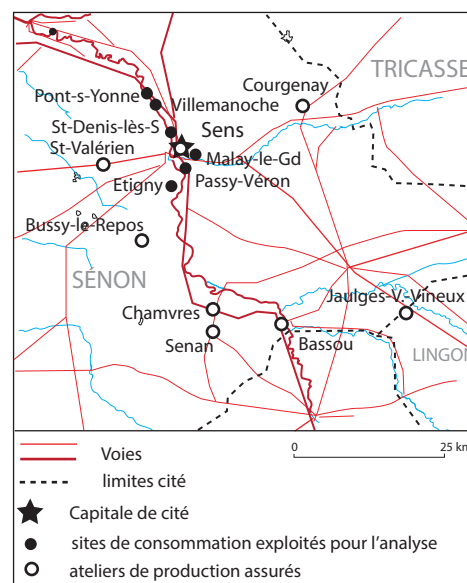 TRICASSE
Courgenay
Pont-s-Yonne
Villemanoche
St-Denis-lès-S
Sens
St-Valérien
Malay-le-Gd
Passy-Véron
Etigny
Bussy-le-Repos
SÉNON
Jaulges-V.-Vineux
Chamvres
Senan
Bassou
LINGON
Voies
0 25 km
limites cité
Capitale de cité
sites de consommation exploités pour l'analyse
ateliers de production assurés